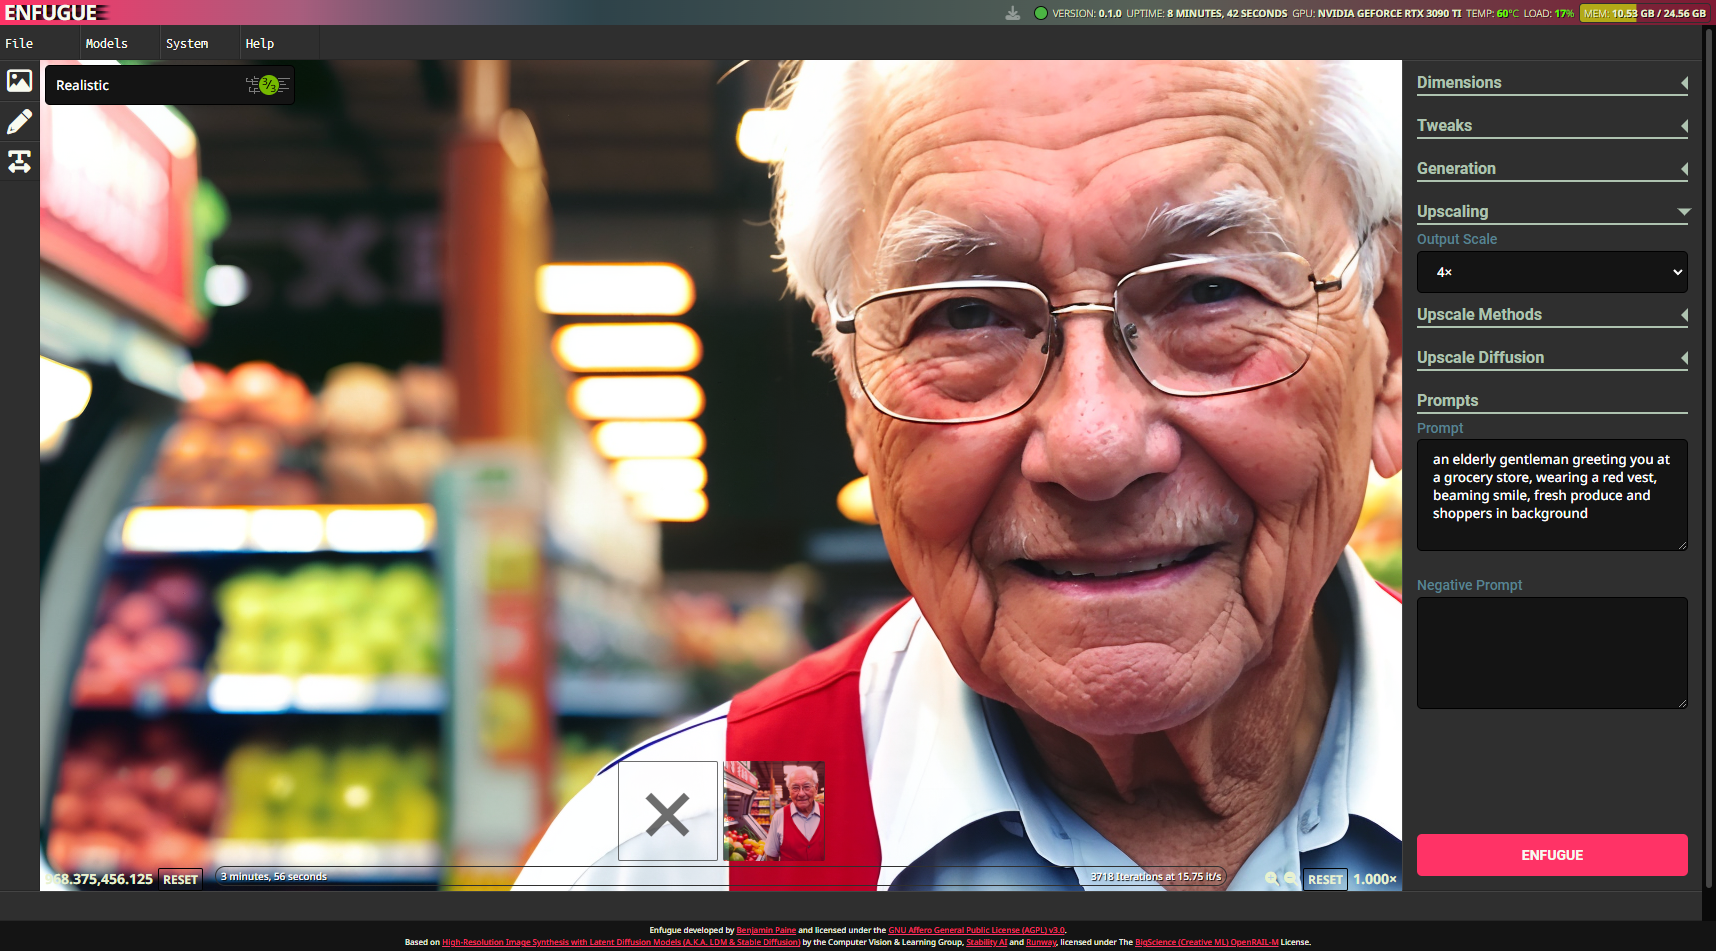 ENFUGUE
VERSION: 0.1.0 UPTIME: 8 MINUTES, 42 SECONDS GPU: NVIDIA GEFORCE RTX 3090 TI TEMP: 60°C LOAD: 17% MEM: 10.53 GB / 24.56 GB
File Models System Help
Realistic 3/3
Dimensions
Tweaks
Generation
Upscaling
Output Scale
4×
Upscale Methods
Upscale Diffusion
Prompts
Prompt
an elderly gentleman greeting you at
a grocery store, wearing a red vest,
beaming smile, fresh produce and
shoppers in background
Negative Prompt
ENFUGUE
68.375,456.125 RESET 3 minutes, 56 seconds 3718 Iterations at 15.75 it/s RESET 1.000×
Enfugue developed by Benjamin Paine and licensed under the GNU Affero General Public License (AGPL) v3.0.
Based on High-Resolution Image Synthesis with Latent Diffusion Models (A.K.A. LDM & Stable Diffusion) by the Computer Vision & Learning Group, Stability AI and Runway, licensed under The BigScience (Creative ML) OpenRAIL-M License.